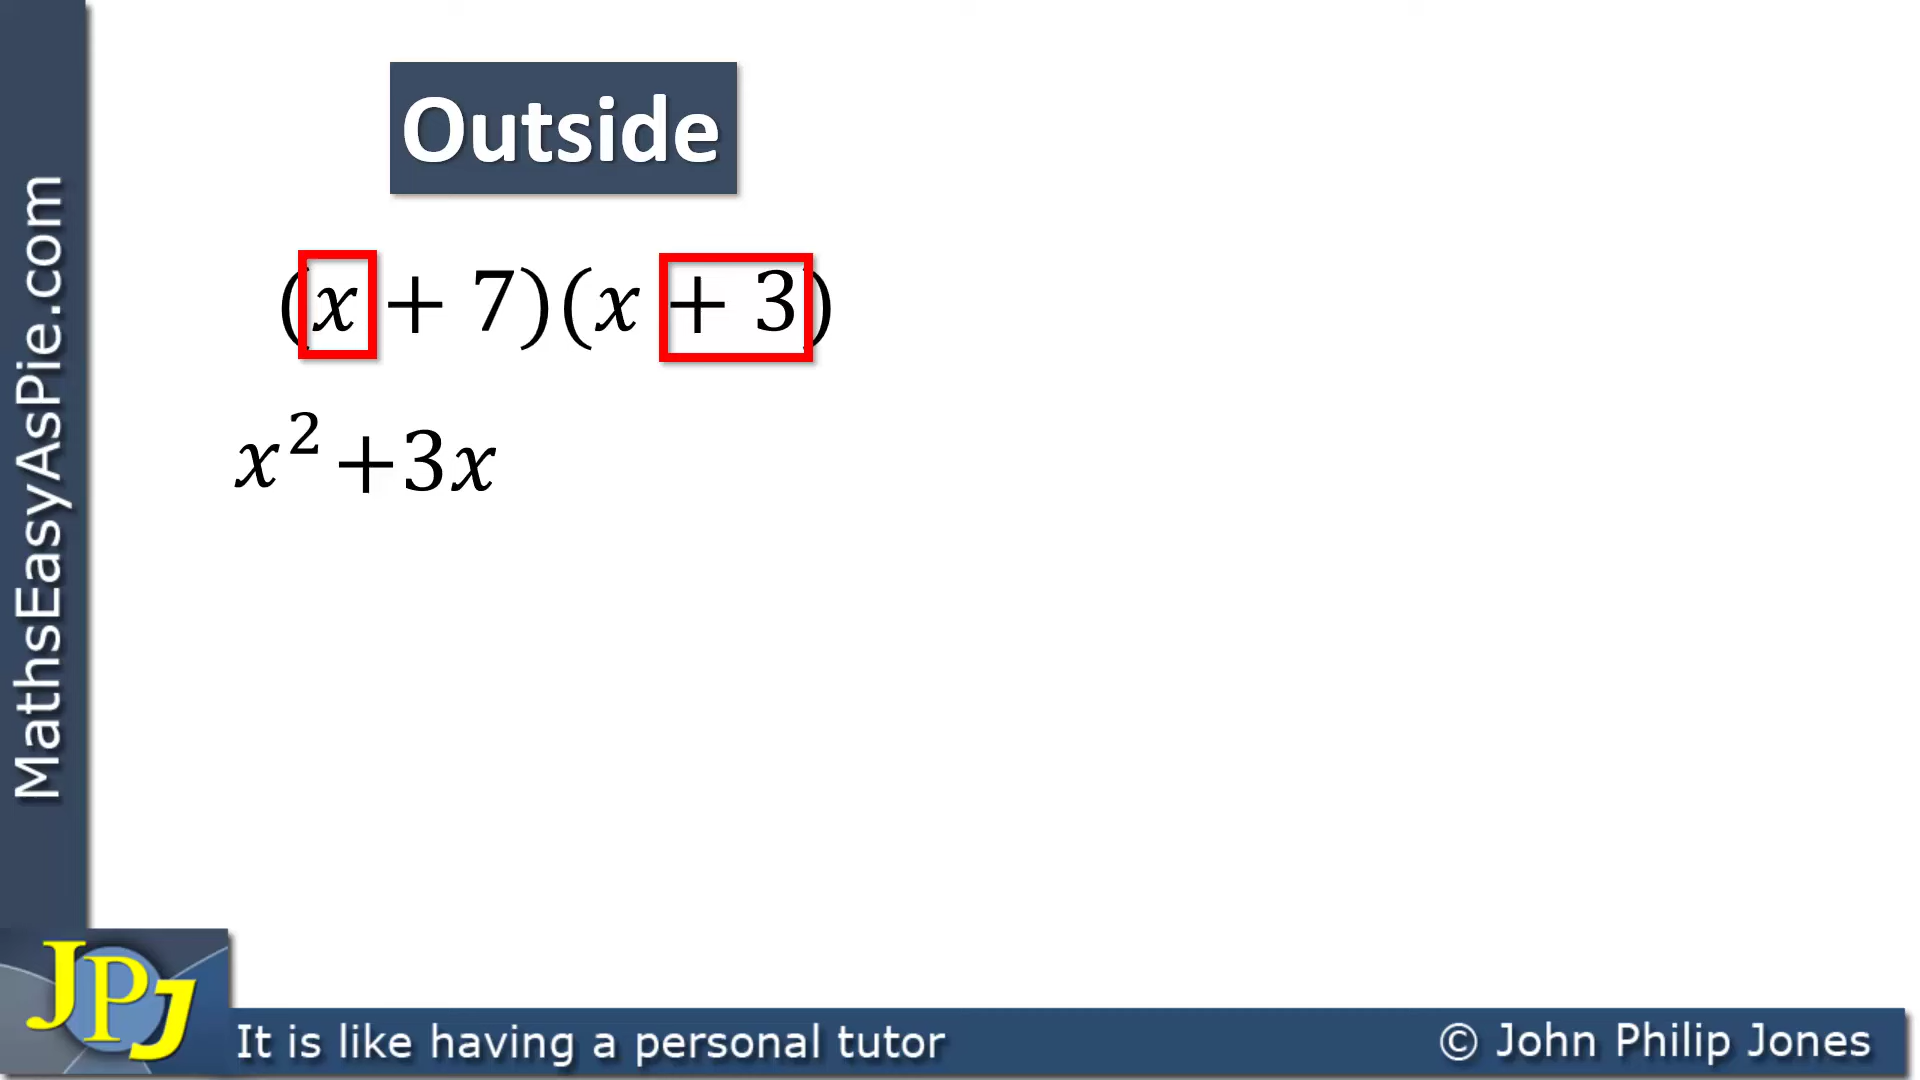 Outside
(x + 7)(x + 3)
x² +3x
MathsEasyAsPie.com
JPJ
It is like having a personal tutor
© John Philip Jones